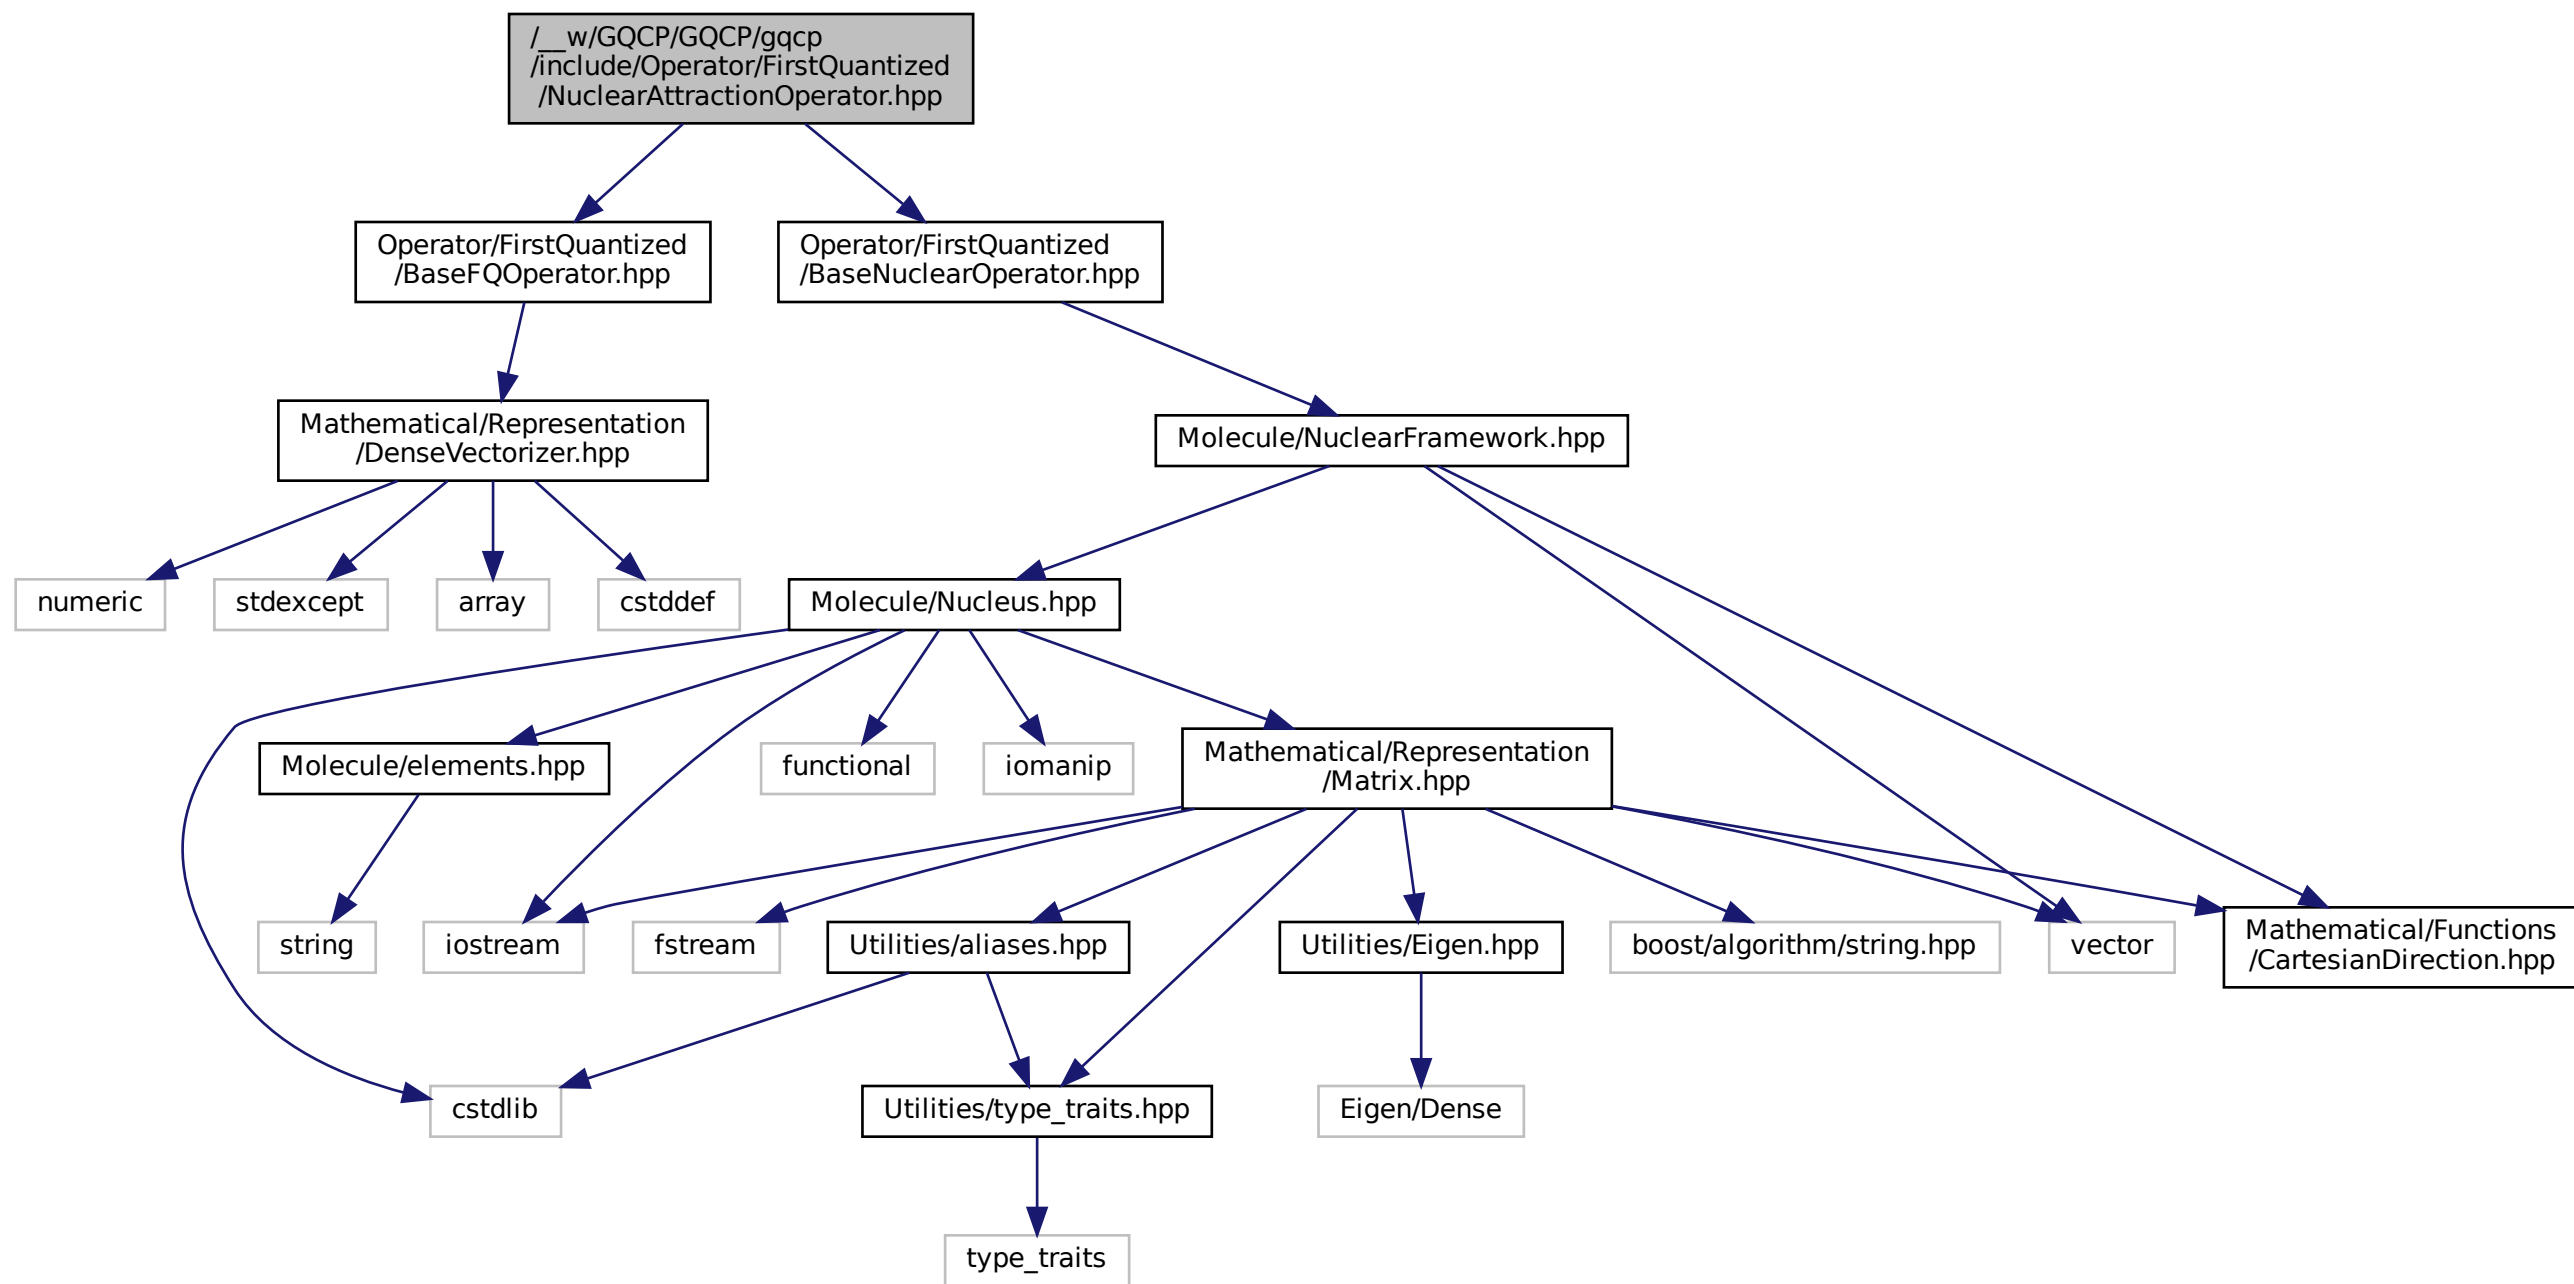 /__w/GQCP/GQCP/gqcp
/include/Operator/FirstQuantized
/NuclearAttractionOperator.hpp
Operator/FirstQuantized
/BaseFQOperator.hpp
Operator/FirstQuantized
/BaseNuclearOperator.hpp
Mathematical/Representation
/DenseVectorizer.hpp
Molecule/NuclearFramework.hpp
numeric
stdexcept
array
cstddef
Molecule/Nucleus.hpp
Molecule/elements.hpp
functional
iomanip
Mathematical/Representation
/Matrix.hpp
string
iostream
fstream
Utilities/aliases.hpp
Utilities/Eigen.hpp
boost/algorithm/string.hpp
vector
Mathematical/Functions
/CartesianDirection.hpp
cstdlib
Utilities/type_traits.hpp
Eigen/Dense
type_traits